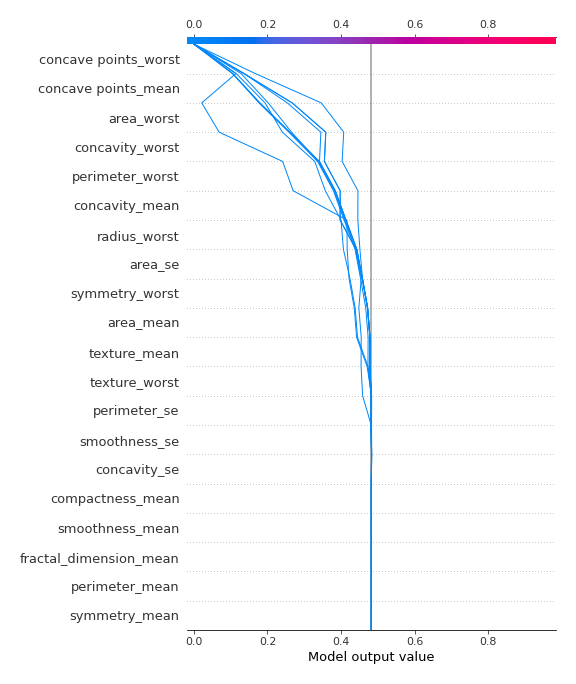 0.0 0.2 0.4 0.6 0.8
concave points_worst
concave points_mean
area_worst
concavity_worst
perimeter_worst
concavity_mean
radius_worst
area_se
symmetry_worst
area_mean
texture_mean
texture_worst
perimeter_se
smoothness_se
concavity_se
compactness_mean
smoothness_mean
fractal_dimension_mean
perimeter_mean
symmetry_mean
0.0 0.2 0.4 0.6 0.8
Model output value